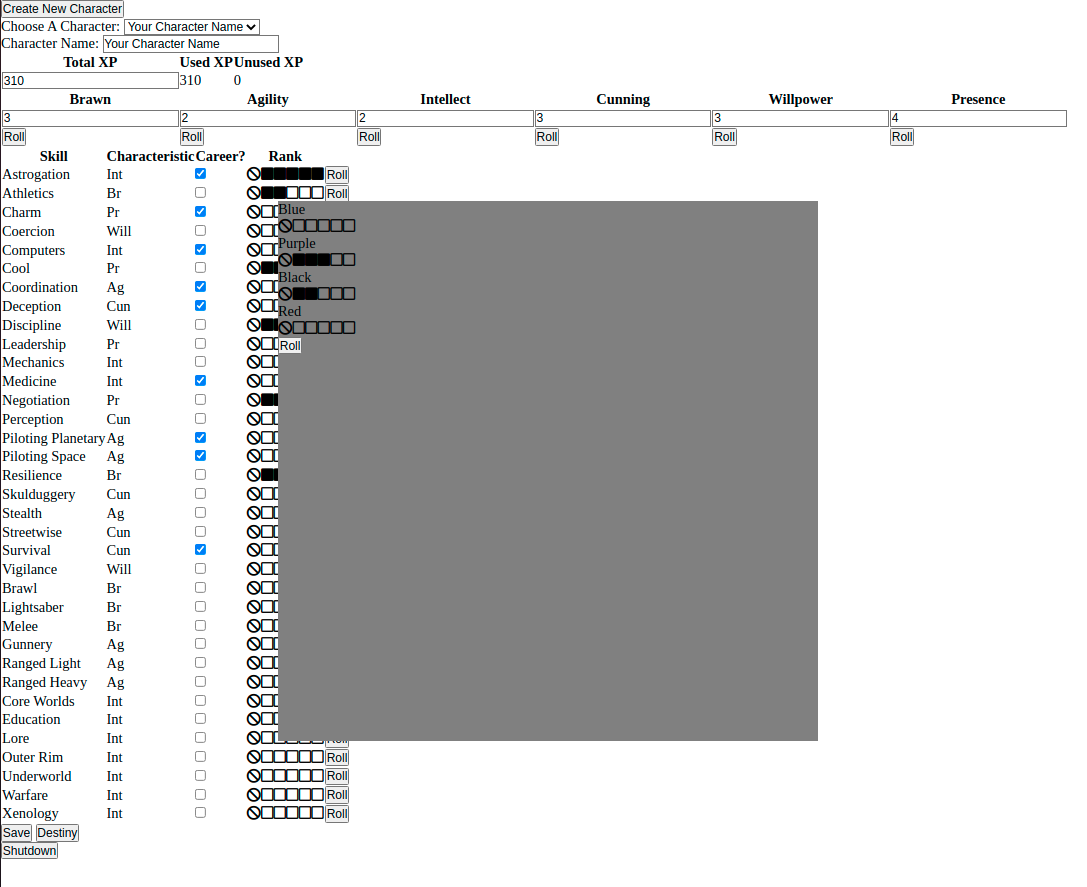 Create New Character
Choose A Character: Your Character Name
Character Name: Your Character Name
Total XP Used XP Unused XP
310 310 0
Brawn Agility Intellect Cunning Willpower Presence
3 2 2 3 3 4
Roll Roll Roll Roll Roll Roll
Skill Characteristic Career? Rank
Astrogation Int Roll
Athletics Br Roll
Charm Pr
Coercion Will
Computers Int
Cool Pr
Coordination Ag
Deception Cun
Discipline Will
Leadership Pr
Mechanics Int
Medicine Int
Negotiation Pr
Perception Cun
Piloting Planetary Ag
Piloting Space Ag
Resilience Br
Skulduggery Cun
Stealth Ag
Streetwise Cun
Survival Cun
Vigilance Will
Brawl Br
Lightsaber Br
Melee Br
Gunnery Ag
Ranged Light Ag
Ranged Heavy Ag
Core Worlds Int
Education Int
Lore Int
Outer Rim Int Roll
Underworld Int Roll
Warfare Int Roll
Xenology Int Roll
Save Destiny
Shutdown
Blue
Purple
Black
Red
Roll